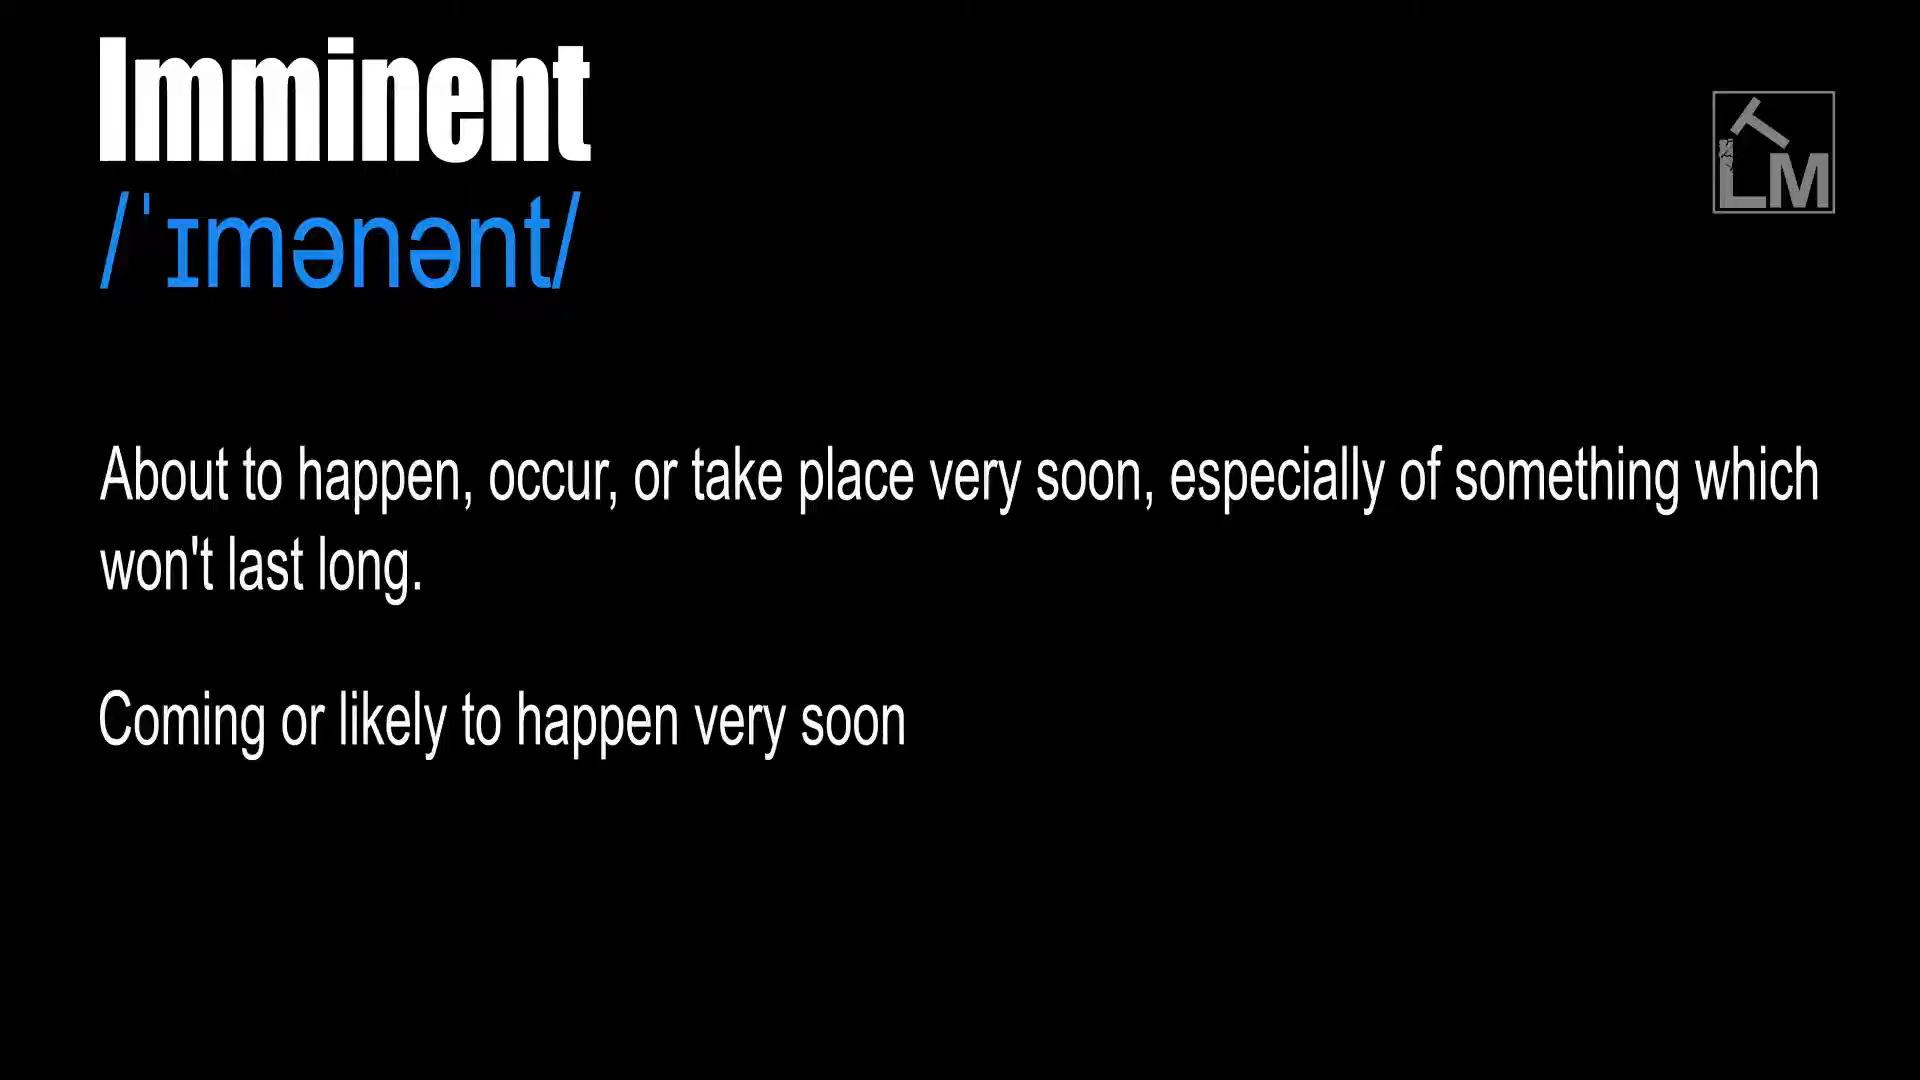 Imminent
/ˈɪmənənt/
TLM
About to happen, occur, or take place very soon, especially of something which
won't last long.
Coming or likely to happen very soon